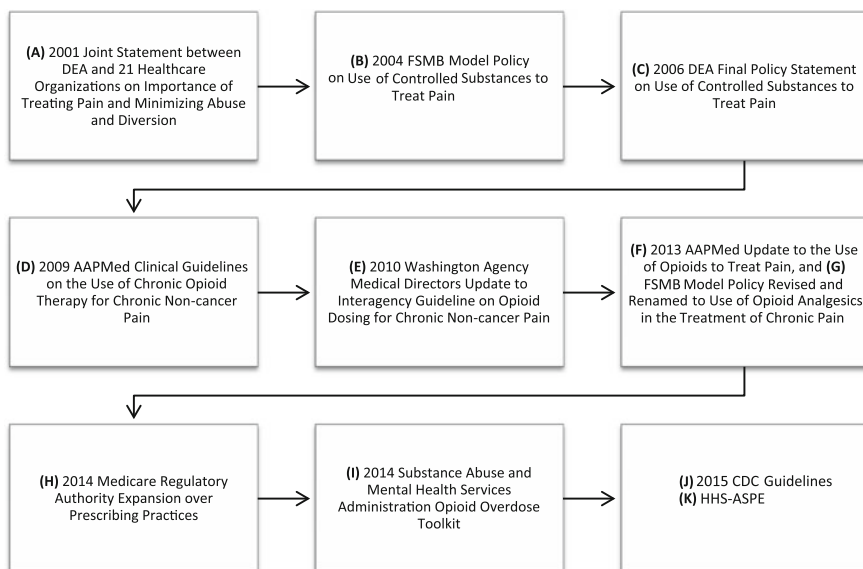 (A) 2001 Joint Statement between
DEA and 21 Healthcare
Organizations on Importance of
Treating Pain and Minimizing Abuse
and Diversion
(B) 2004 FSMB Model Policy
on Use of Controlled Substances to
Treat Pain
(C) 2006 DEA Final Policy Statement
on Use of Controlled Substances to
Treat Pain
(D) 2009 AAPMed Clinical Guidelines
on the Use of Chronic Opioid
Therapy for Chronic Non-cancer
Pain
(E) 2010 Washington Agency
Medical Directors Update to
Interagency Guideline on Opioid
Dosing for Chronic Non-cancer Pain
(F) 2013 AAPMed Update to the Use
of Opioids to Treat Pain, and (G)
FSMB Model Policy Revised and
Renamed to Use of Opioid Analgesics
in the Treatment of Chronic Pain
(H) 2014 Medicare Regulatory
Authority Expansion over
Prescribing Practices
(I) 2014 Substance Abuse and
Mental Health Services
Administration Opioid Overdose
Toolkit
(J) 2015 CDC Guidelines
(K) HHS-ASPE